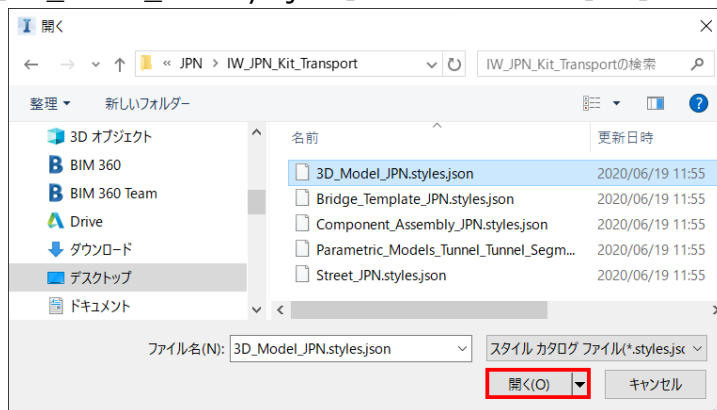 開く
« JPN > IW_JPN_Kit_Transport
IW_JPN_Kit_Transportの検索
整理 新しいフォルダー
名前 更新日時
3D オブジェクト
BIM 360
BIM 360 Team
Drive
ダウンロード
デスクトップ
ドキュメント
3D_Model_JPN.styles.json 2020/06/19 11:55
Bridge_Template_JPN.styles.json 2020/06/19 11:55
Component_Assembly_JPN.styles.json 2020/06/19 11:55
Parametric_Models_Tunnel_Tunnel_Segm... 2020/06/19 11:55
Street_JPN.styles.json 2020/06/19 11:55
ファイル名(N): 3D_Model_JPN.styles.json スタイル カタログ ファイル(*.styles.jsc
開く(O) キャンセル